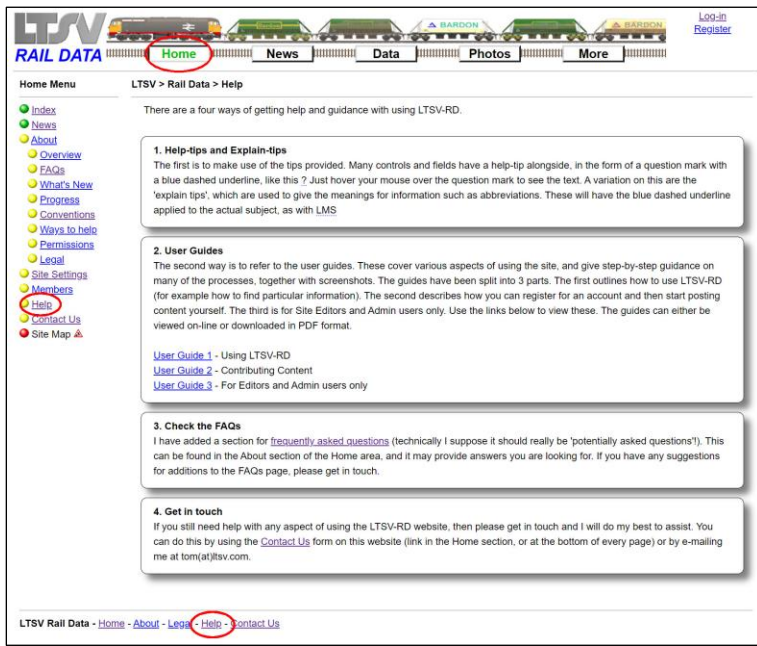 LTSV
RAIL DATA
BARDON
BARDON
Log-in
Register
Home
News
Data
Photos
More
Home Menu
Index
News
About
Overview
FAQs
What's New
Progress
Conventions
Ways to help
Permissions
Legal
Site Settings
Members
Help
Contact Us
Site Map
LTSV > Rail Data > Help
There are a four ways of getting help and guidance with using LTSV-RD.
1. Help-tips and Explain-tips
The first is to make use of the tips provided. Many controls and fields have a help-tip alongside, in the form of a question mark with
a blue dashed underline, like this ? Just hover your mouse over the question mark to see the text. A variation on this are the
'explain tips', which are used to give the meanings for information such as abbreviations. These will have the blue dashed underline
applied to the actual subject, as with LMS
2. User Guides
The second way is to refer to the user guides. These cover various aspects of using the site, and give step-by-step guidance on
many of the processes, together with screenshots. The guides have been split into 3 parts. The first outlines how to use LTSV-RD
(for example how to find particular information). The second describes how you can register for an account and then start posting
content yourself. The third is for Site Editors and Admin users only. Use the links below to view these. The guides can either be
viewed on-line or downloaded in PDF format.
User Guide 1 - Using LTSV-RD
User Guide 2 - Contributing Content
User Guide 3 - For Editors and Admin users only
3. Check the FAQs
I have added a section for frequently asked questions (technically I suppose it should really be 'potentially asked questions'!). This
can be found in the About section of the Home area, and it may provide answers you are looking for. If you have any suggestions
for additions to the FAQs page, please get in touch.
4. Get in touch
If you still need help with any aspect of using the LTSV-RD website, then please get in touch and I will do my best to assist. You
can do this by using the Contact Us form on this website (link in the Home section, or at the bottom of every page) or by e-mailing
me at tom(at)ltsv.com.
LTSV Rail Data - Home - About - Legal - Help - Contact Us